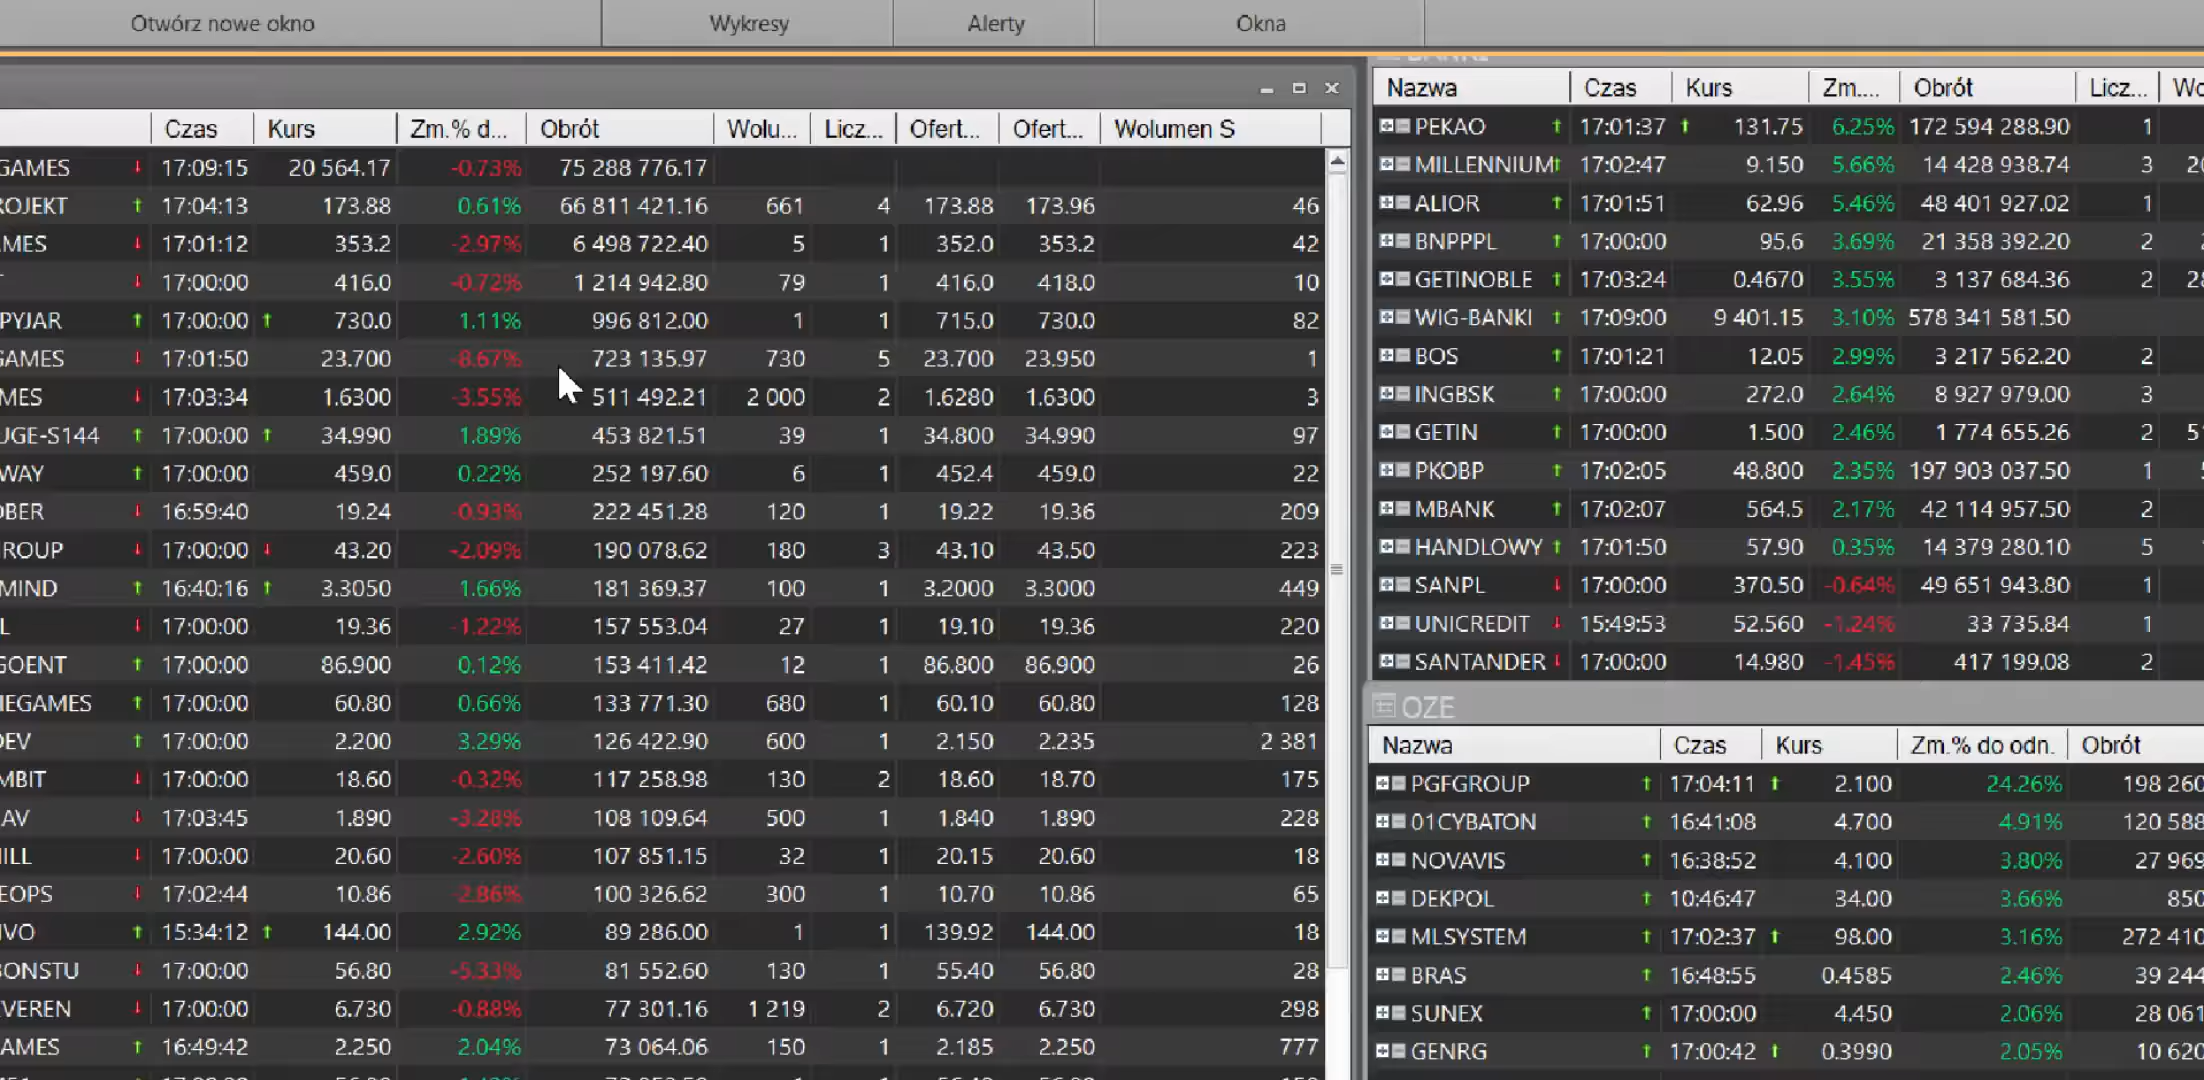 Otwórz nowe okno Wykresy Alerty Okna
Czas Kurs Zm.% d... Obrót Wolu... Licz... Ofert... Ofert... Wolumen S
GAMES 17:09:15 20 564.17 -0.73% 75 288 776.17
ROJEKT 17:04:13 173.88 0.61% 66 811 421.16 661 4 173.88 173.96 46
MES 17:01:12 353.2 -2.97% 6 498 722.40 5 1 352.0 353.2 42
17:00:00 416.0 -0.72% 1 214 942.80 79 1 416.0 418.0 10
PYJAR 17:00:00 730.0 1.11% 996 812.00 1 1 715.0 730.0 82
GAMES 17:01:50 23.700 -8.67% 723 135.97 730 5 23.700 23.950 1
MES 17:03:34 1.6300 -3.55% 511 492.21 2 000 2 1.6280 1.6300 3
UGE-S144 17:00:00 34.990 1.89% 453 821.51 39 1 34.800 34.990 97
WAY 17:00:00 459.0 0.22% 252 197.60 6 1 452.4 459.0 22
OBER 16:59:40 19.24 -0.93% 222 451.28 120 1 19.22 19.36 209
ROUP 17:00:00 43.20 -2.09% 190 078.62 180 3 43.10 43.50 223
MIND 16:40:16 3.3050 1.66% 181 369.37 100 1 3.2000 3.3000 449
L 17:00:00 19.36 -1.22% 157 553.04 27 1 19.10 19.36 220
GOENT 17:00:00 86.900 0.12% 153 411.42 12 1 86.800 86.900 26
IEGAMES 17:00:00 60.80 0.66% 133 771.30 680 1 60.10 60.80 128
DEV 17:00:00 2.200 3.29% 126 422.90 600 1 2.150 2.235 2 381
MBIT 17:00:00 18.60 -0.32% 117 258.98 130 2 18.60 18.70 175
AV 17:03:45 1.890 -3.28% 108 109.64 500 1 1.840 1.890 228
ILL 17:00:00 20.60 -2.60% 107 851.15 32 1 20.15 20.60 18
EOPS 17:02:44 10.86 -2.86% 100 326.62 300 1 10.70 10.86 65
IVO 15:34:12 144.00 2.92% 89 286.00 1 1 139.92 144.00 18
BONSTU 17:00:00 56.80 -5.33% 81 552.60 130 1 55.40 56.80 28
VEREN 17:00:00 6.730 -0.88% 77 301.16 1 219 2 6.720 6.730 298
AMES 16:49:42 2.250 2.04% 73 064.06 150 1 2.185 2.250 777
Nazwa Czas Kurs Zm.... Obrót Licz... Wo
PEKAO 17:01:37 131.75 6.25% 172 594 288.90 1
MILLENNIUM 17:02:47 9.150 5.66% 14 428 938.74 3
ALIOR 17:01:51 62.96 5.46% 48 401 927.02 1
BNPPPL 17:00:00 95.6 3.69% 21 358 392.20 2
GETINOBLE 17:03:24 0.4670 3.55% 3 137 684.36 2
WIG-BANKI 17:09:00 9 401.15 3.10% 578 341 581.50
BOS 17:01:21 12.05 2.99% 3 217 562.20 2
INGBSK 17:00:00 272.0 2.64% 8 927 979.00 3
GETIN 17:00:00 1.500 2.46% 1 774 655.26 2 5
PKOBP 17:02:05 48.800 2.35% 197 903 037.50 1
MBANK 17:02:07 564.5 2.17% 42 114 957.50 2
HANDLOWY 17:01:50 57.90 0.35% 14 379 280.10 5
SANPL 17:00:00 370.50 -0.64% 49 651 943.80 1
UNICREDIT 15:49:53 52.560 -1.24% 33 735.84 1
SANTANDER 17:00:00 14.980 -1.45% 417 199.08 2
OZE
Nazwa Czas Kurs Zm.% do odn. Obrót
PGFGROUP 17:04:11 2.100 24.26% 198 260
01CYBATON 16:41:08 4.700 4.91% 120 588
NOVAVIS 16:38:52 4.100 3.80% 27 969
DEKPOL 10:46:47 34.00 3.66% 850
MLSYSTEM 17:02:37 98.00 3.16% 272 410
BRAS 16:48:55 0.4585 2.46% 39 244
SUNEX 17:00:00 4.450 2.06% 28 061
GENRG 17:00:42 0.3990 2.05% 10 620